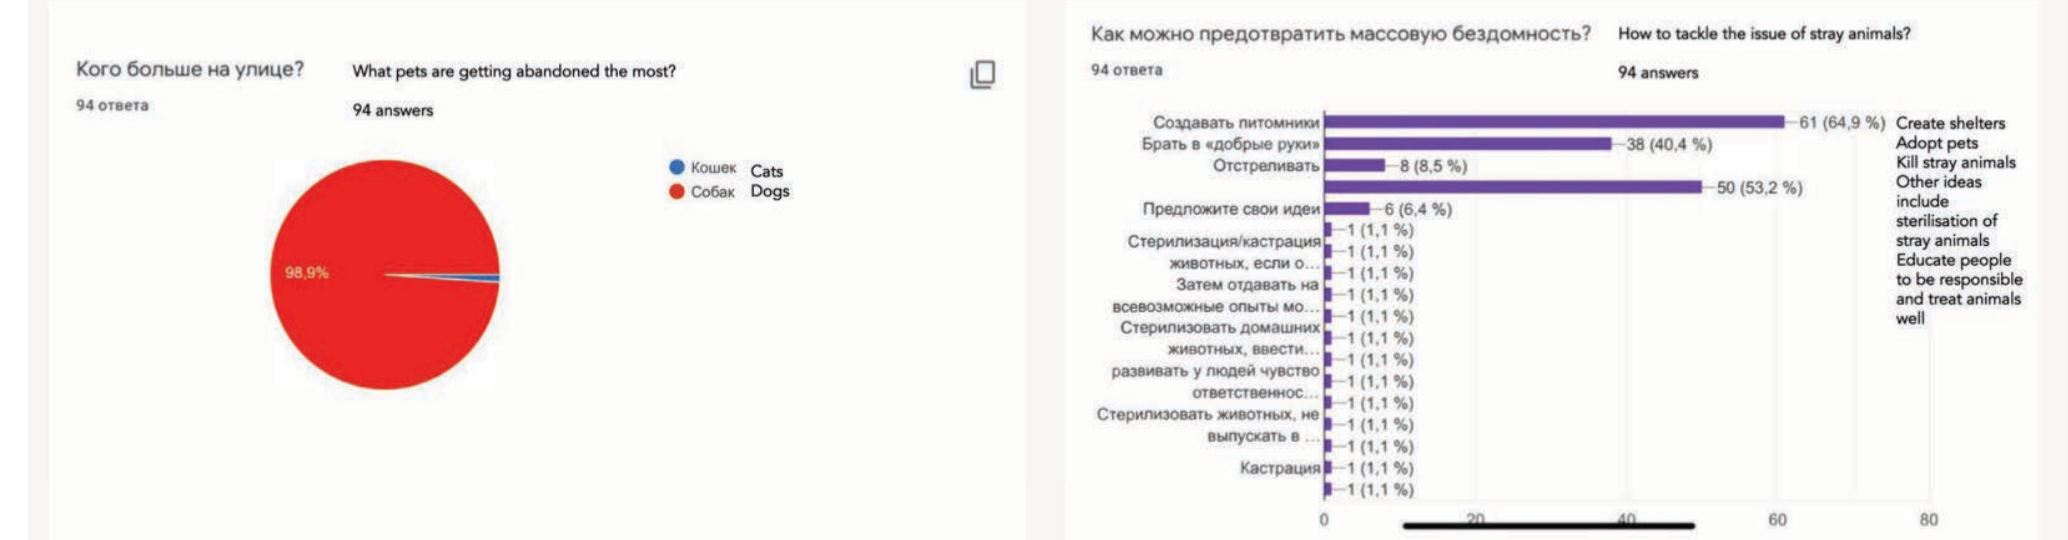 Кого больше на улице?
What pets are getting abandoned the most?
94 ответа
94 answers
Кошек
Cats
Собак
Dogs
98,9%
Как можно предотвратить массовую бездомность?
How to tackle the issue of stray animals?
94 ответа
94 answers
Создавать питомники
61 (64,9 %)
Брать в «добрые руки»
38 (40,4 %)
Отстреливать
8 (8,5 %)
50 (53,2 %)
Предложите свои идеи
6 (6,4 %)
1 (1,1 %)
Стерилизация/кастрация
1 (1,1 %)
животных, если о...
1 (1,1 %)
Затем отдавать на
1 (1,1 %)
всевозможные опыты мо...
1 (1,1 %)
Стерилизовать домашних
1 (1,1 %)
животных, ввести...
1 (1,1 %)
развивать у людей чувство
1 (1,1 %)
ответственнос...
1 (1,1 %)
Стерилизовать животных, не
1 (1,1 %)
выпускать в ...
1 (1,1 %)
Кастрация
1 (1,1 %)
1 (1,1 %)
0
20
40
60
80
Create shelters
Adopt pets
Kill stray animals
Other ideas
include
sterilisation of
stray animals
Educate people
to be responsible
and treat animals
well